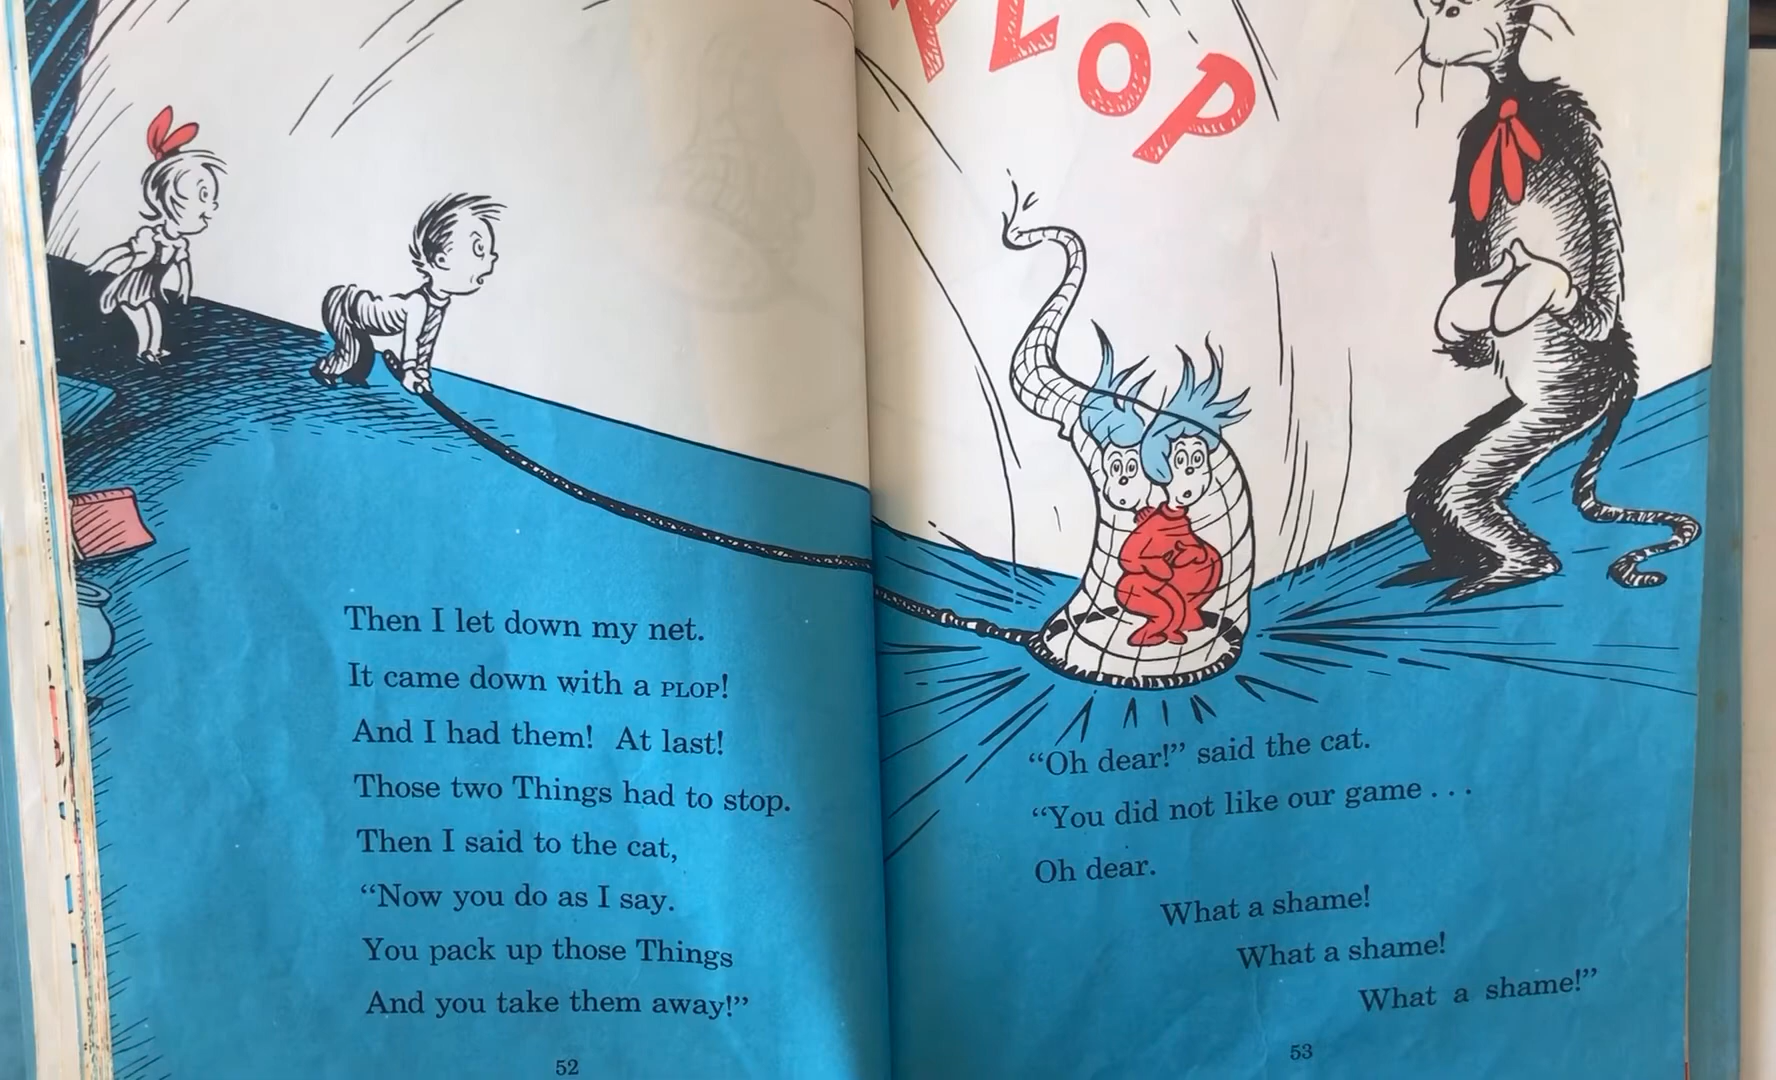 PLOP
Then I let down my net.
It came down with a PLOP!
And I had them! At last!
Those two Things had to stop.
Then I said to the cat,
“Now you do as I say.
You pack up those Things
And you take them away!”
52
“Oh dear!” said the cat.
“You did not like our game . . .
Oh dear.
What a shame!
What a shame!
What a shame!”
53